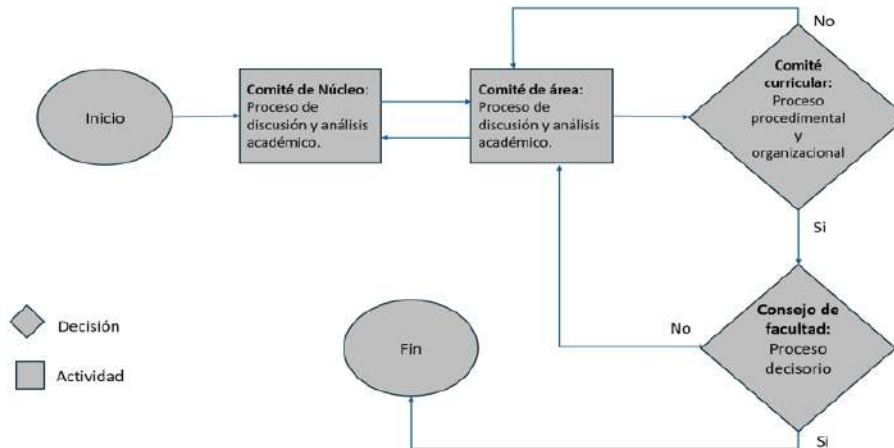 No
Inicio
Comité de Núcleo:
Proceso de
discusión y análisis
académico.
Comité de área:
Proceso de
discusión y análisis
académico.
Comité
curricular:
Proceso
procedimental
y
organizacional
Si
Consejo de
facultad:
Proceso
decisorio
No
Fin
Si
Decisión
Actividad